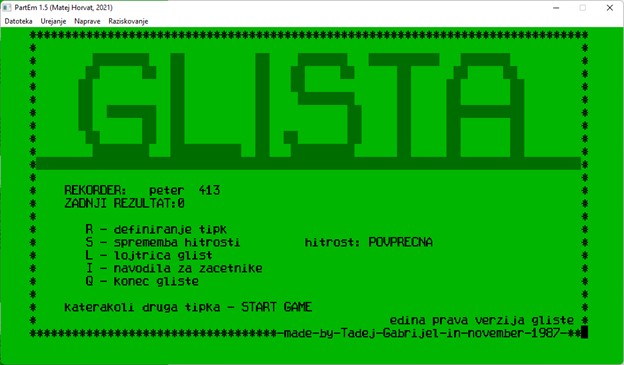 PartEm 1.5 (Matej Horvat, 2021)
Datoteka Urejanje Naprave Raziskovanje
GLISTA
REKORDER: peter 413
ZADNJI REZULTAT:0
R - definiranje tipk
S - sprememba hitrosti hitrost: POVPRECNA
L - lojtrica glist
I - navodila za zacetnike
Q - konec gliste
katerakoli druga tipka - START GAME
edina prava verzija gliste
-made-by-Tadej-Gabrijel-in-november-1987-